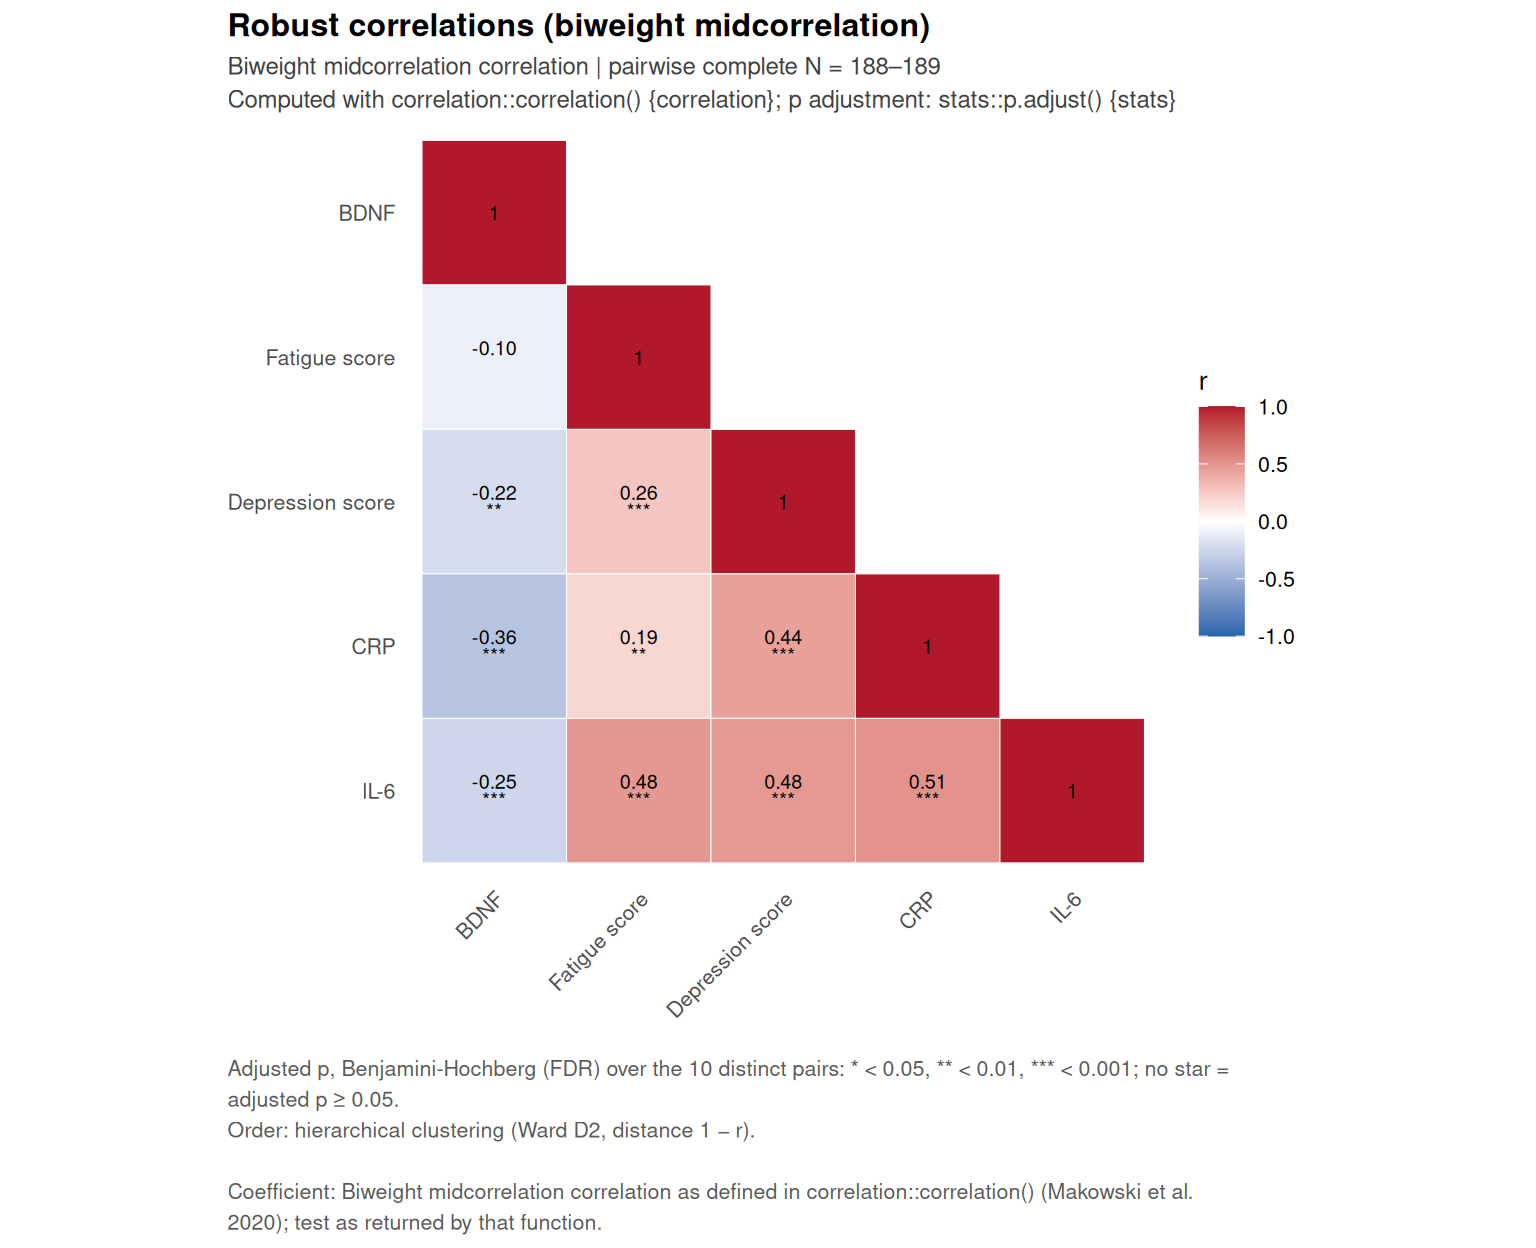 Robust correlations (biweight midcorrelation)
Biweight midcorrelation correlation | pairwise complete N = 188–189
Computed with correlation::correlation() {correlation}; p adjustment: stats::p.adjust() {stats}
BDNF
1
Fatigue score
-0.10
1
Depression score
-0.22
**
0.26
***
1
CRP
-0.36
***
0.19
**
0.44
***
1
IL-6
-0.25
***
0.48
***
0.48
***
0.51
***
1
BDNF
Fatigue score
Depression score
CRP
IL-6
r
1.0
0.5
0.0
-0.5
-1.0
Adjusted p, Benjamini-Hochberg (FDR) over the 10 distinct pairs: * < 0.05, ** < 0.01, *** < 0.001; no star =
adjusted p ≥ 0.05.
Order: hierarchical clustering (Ward D2, distance 1 − r).
Coefficient: Biweight midcorrelation correlation as defined in correlation::correlation() (Makowski et al.
2020); test as returned by that function.